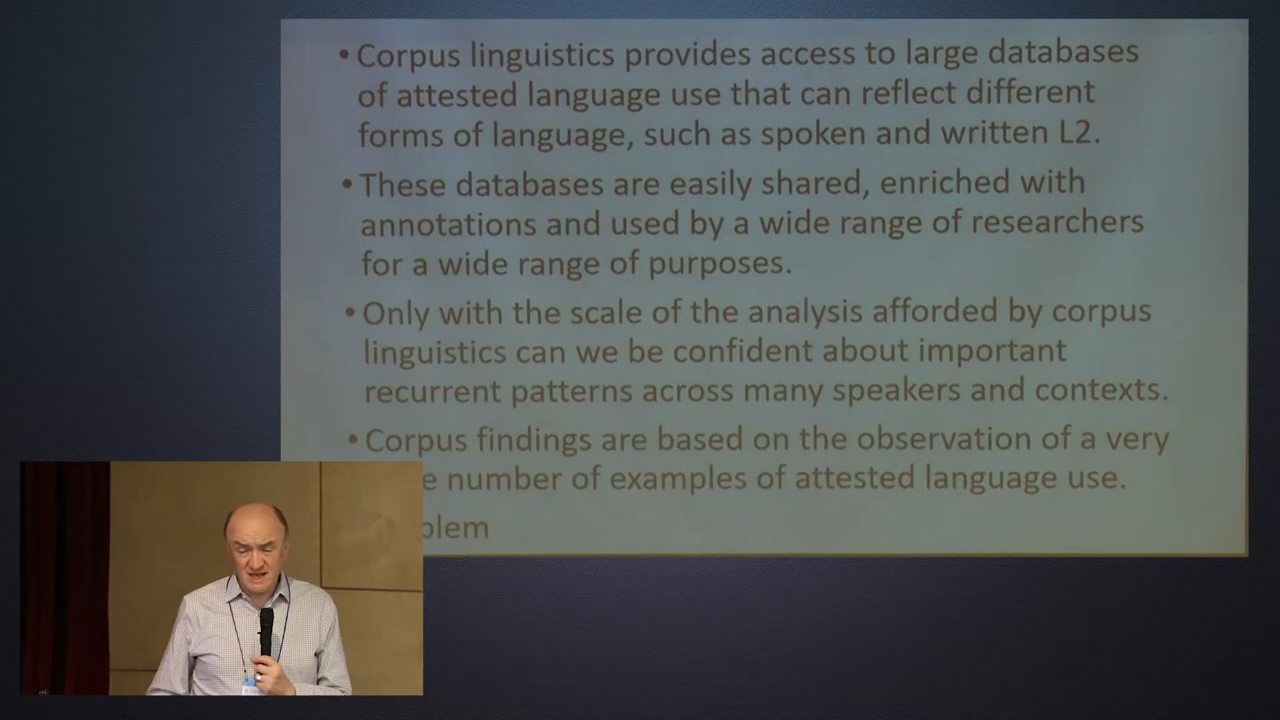 • Corpus linguistics provides access to large databases
of attested language use that can reflect different
forms of language, such as spoken and written L2.
• These databases are easily shared, enriched with
annotations and used by a wide range of researchers
for a wide range of purposes.
• Only with the scale of the analysis afforded by corpus
linguistics can we be confident about important
recurrent patterns across many speakers and contexts.
• Corpus findings are based on the observation of a very
number of examples of attested language use.